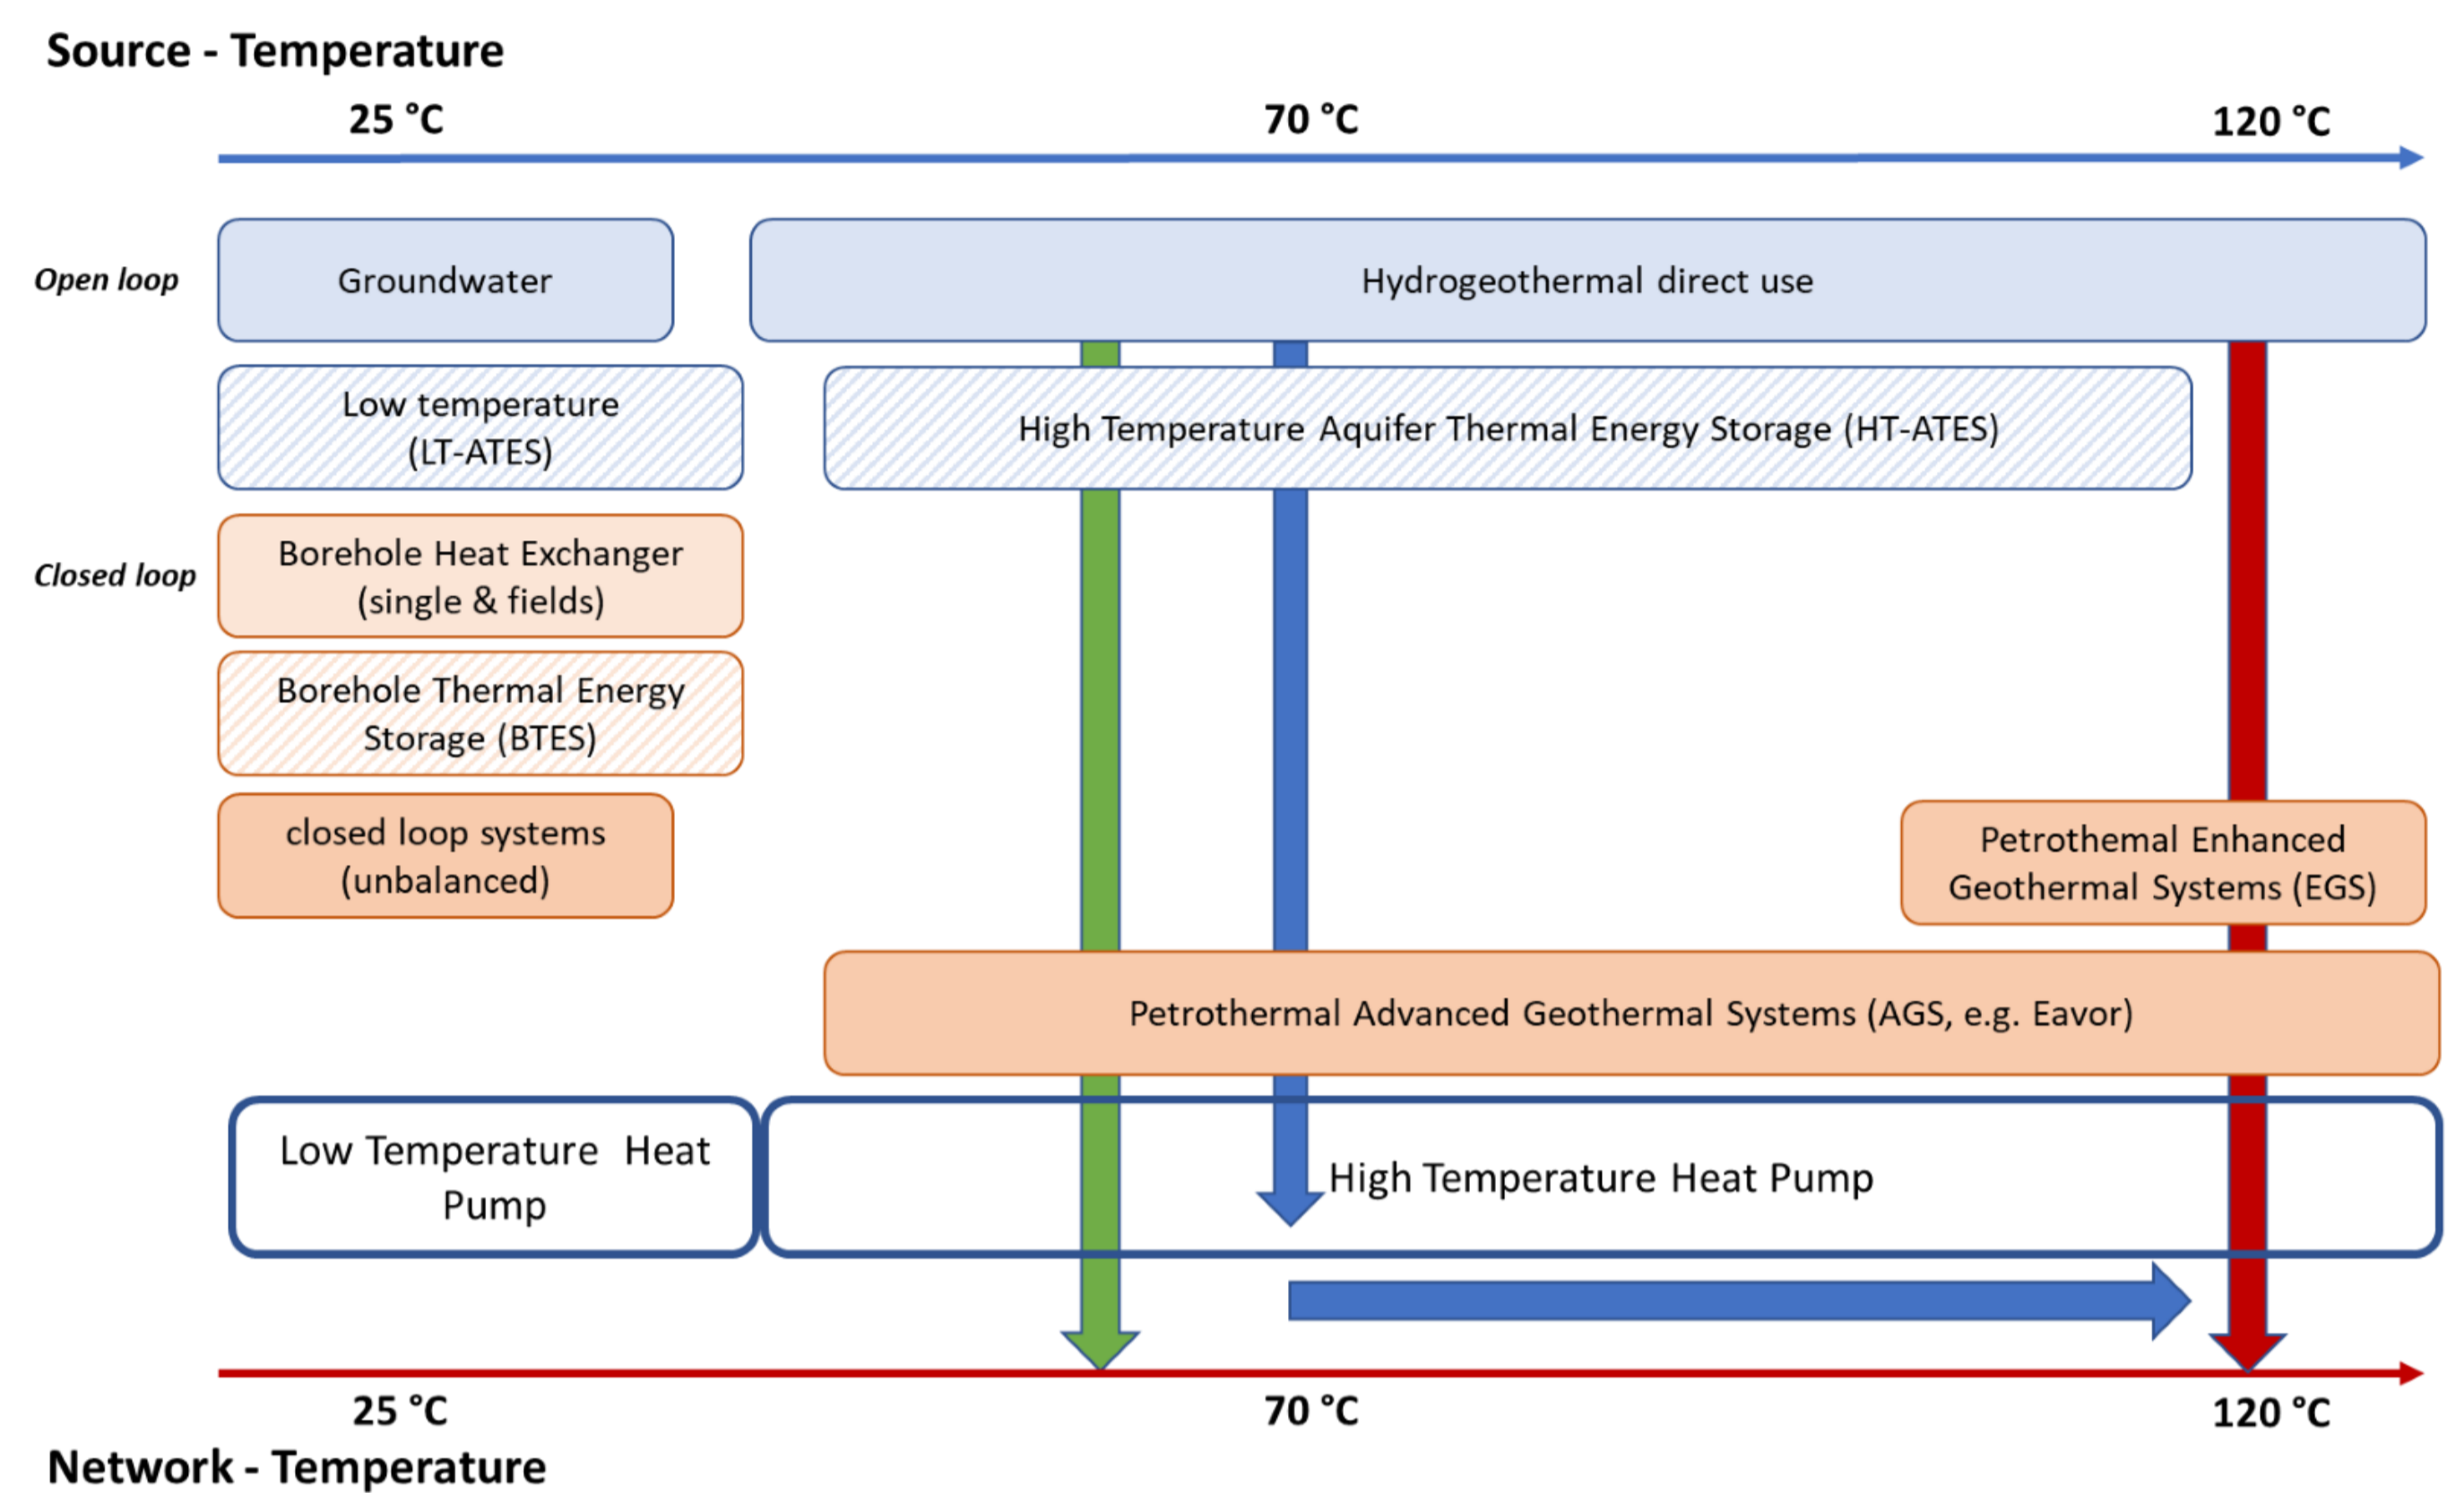 Source - Temperature
25 °C
70 °C
120 °C
Open loop
Groundwater
Hydrogeothermal direct use
Low temperature
(LT-ATES)
High Temperature Aquifer Thermal Energy Storage (HT-ATES)
Closed loop
Borehole Heat Exchanger
(single & fields)
Borehole Thermal Energy
Storage (BTES)
closed loop systems
(unbalanced)
Petrothemal Enhanced
Geothermal Systems (EGS)
Petrothermal Advanced Geothermal Systems (AGS, e.g. Eavor)
Low Temperature Heat
Pump
High Temperature Heat Pump
25 °C
70 °C
120 °C
Network - Temperature